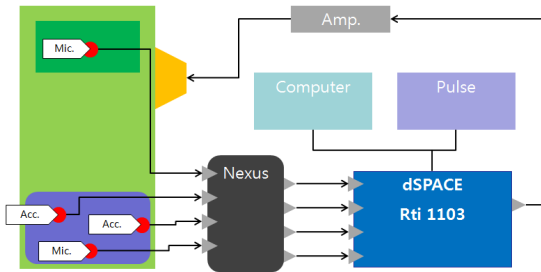 Amp.
Mic.
Computer
Pulse
Nexus
dSPACE
Rti 1103
Acc.
Acc.
Mic.